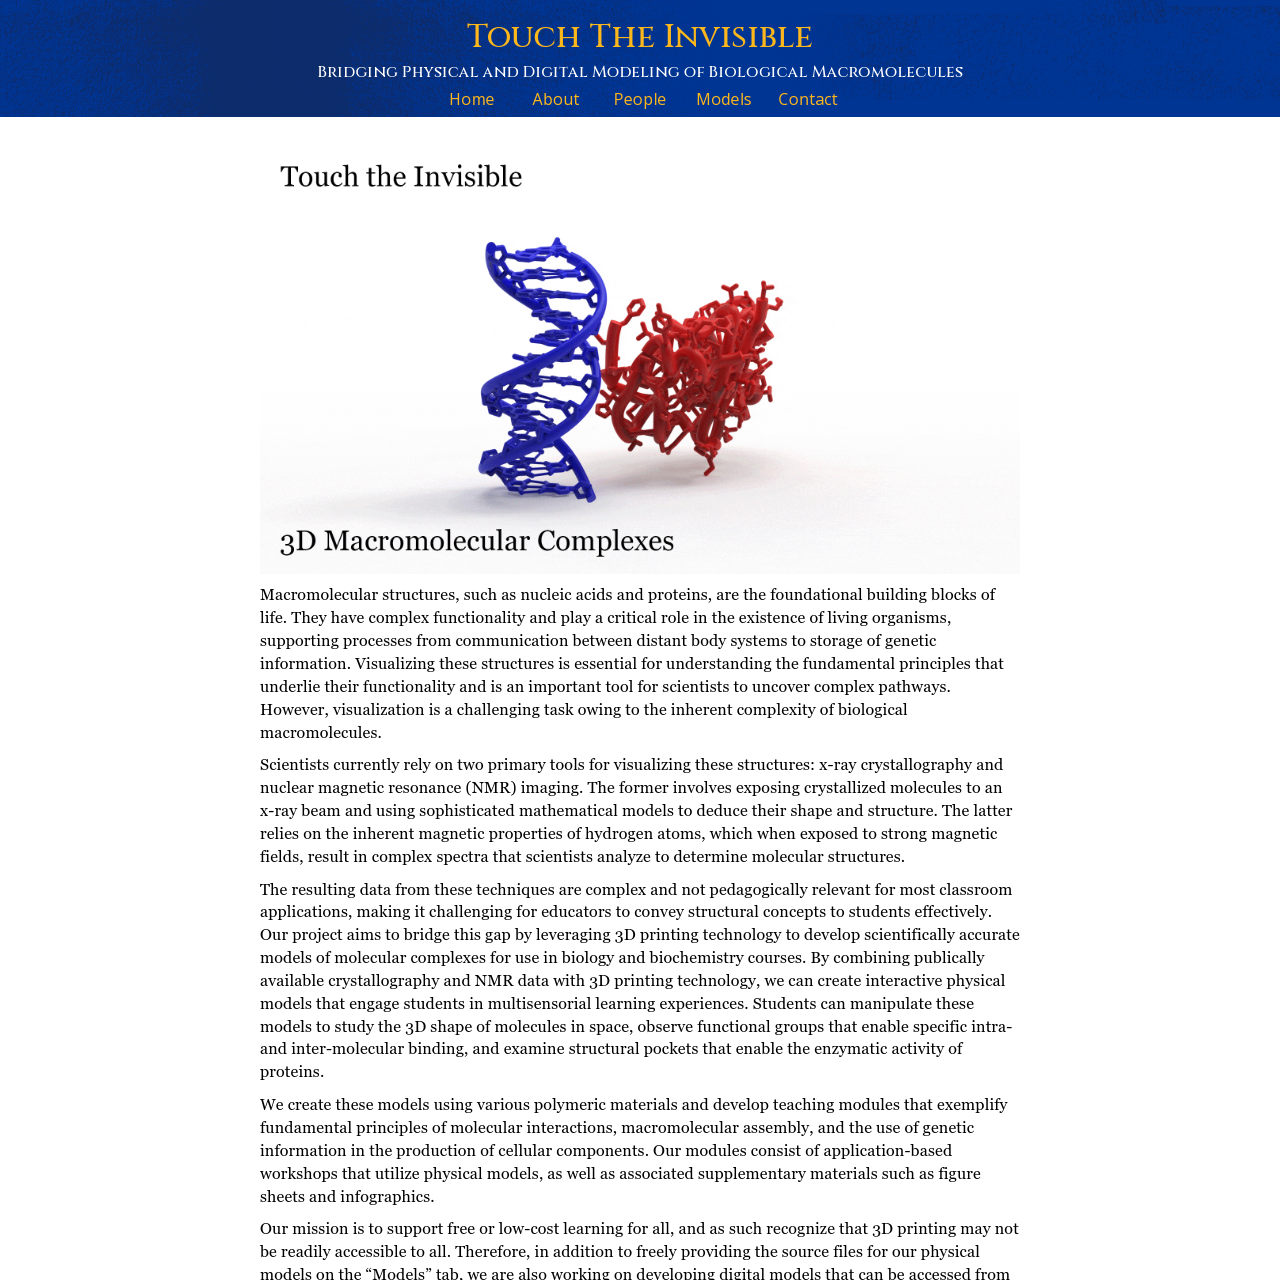 Touch The Invisible
Bridging Physical and Digital Modeling of Biological Macromolecules
Home About People Models Contact
Touch the Invisible
3D Macromolecular Complexes
Macromolecular structures, such as nucleic acids and proteins, are the foundational building blocks of
life. They have complex functionality and play a critical role in the existence of living organisms,
supporting processes from communication between distant body systems to storage of genetic
information. Visualizing these structures is essential for understanding the fundamental principles that
underlie their functionality and is an important tool for scientists to uncover complex pathways.
However, visualization is a challenging task owing to the inherent complexity of biological
macromolecules.
Scientists currently rely on two primary tools for visualizing these structures: x-ray crystallography and
nuclear magnetic resonance (NMR) imaging. The former involves exposing crystallized molecules to an
x-ray beam and using sophisticated mathematical models to deduce their shape and structure. The latter
relies on the inherent magnetic properties of hydrogen atoms, which when exposed to strong magnetic
fields, result in complex spectra that scientists analyze to determine molecular structures.
The resulting data from these techniques are complex and not pedagogically relevant for most classroom
applications, making it challenging for educators to convey structural concepts to students effectively.
Our project aims to bridge this gap by leveraging 3D printing technology to develop scientifically accurate
models of molecular complexes for use in biology and biochemistry courses. By combining publically
available crystallography and NMR data with 3D printing technology, we can create interactive physical
models that engage students in multisensorial learning experiences. Students can manipulate these
models to study the 3D shape of molecules in space, observe functional groups that enable specific intra-
and inter-molecular binding, and examine structural pockets that enable the enzymatic activity of
proteins.
We create these models using various polymeric materials and develop teaching modules that exemplify
fundamental principles of molecular interactions, macromolecular assembly, and the use of genetic
information in the production of cellular components. Our modules consist of application-based
workshops that utilize physical models, as well as associated supplementary materials such as figure
sheets and infographics.
Our mission is to support free or low-cost learning for all, and as such recognize that 3D printing may not
be readily accessible to all. Therefore, in addition to freely providing the source files for our physical
models on the “Models” tab, we are also working on developing digital models that can be accessed from